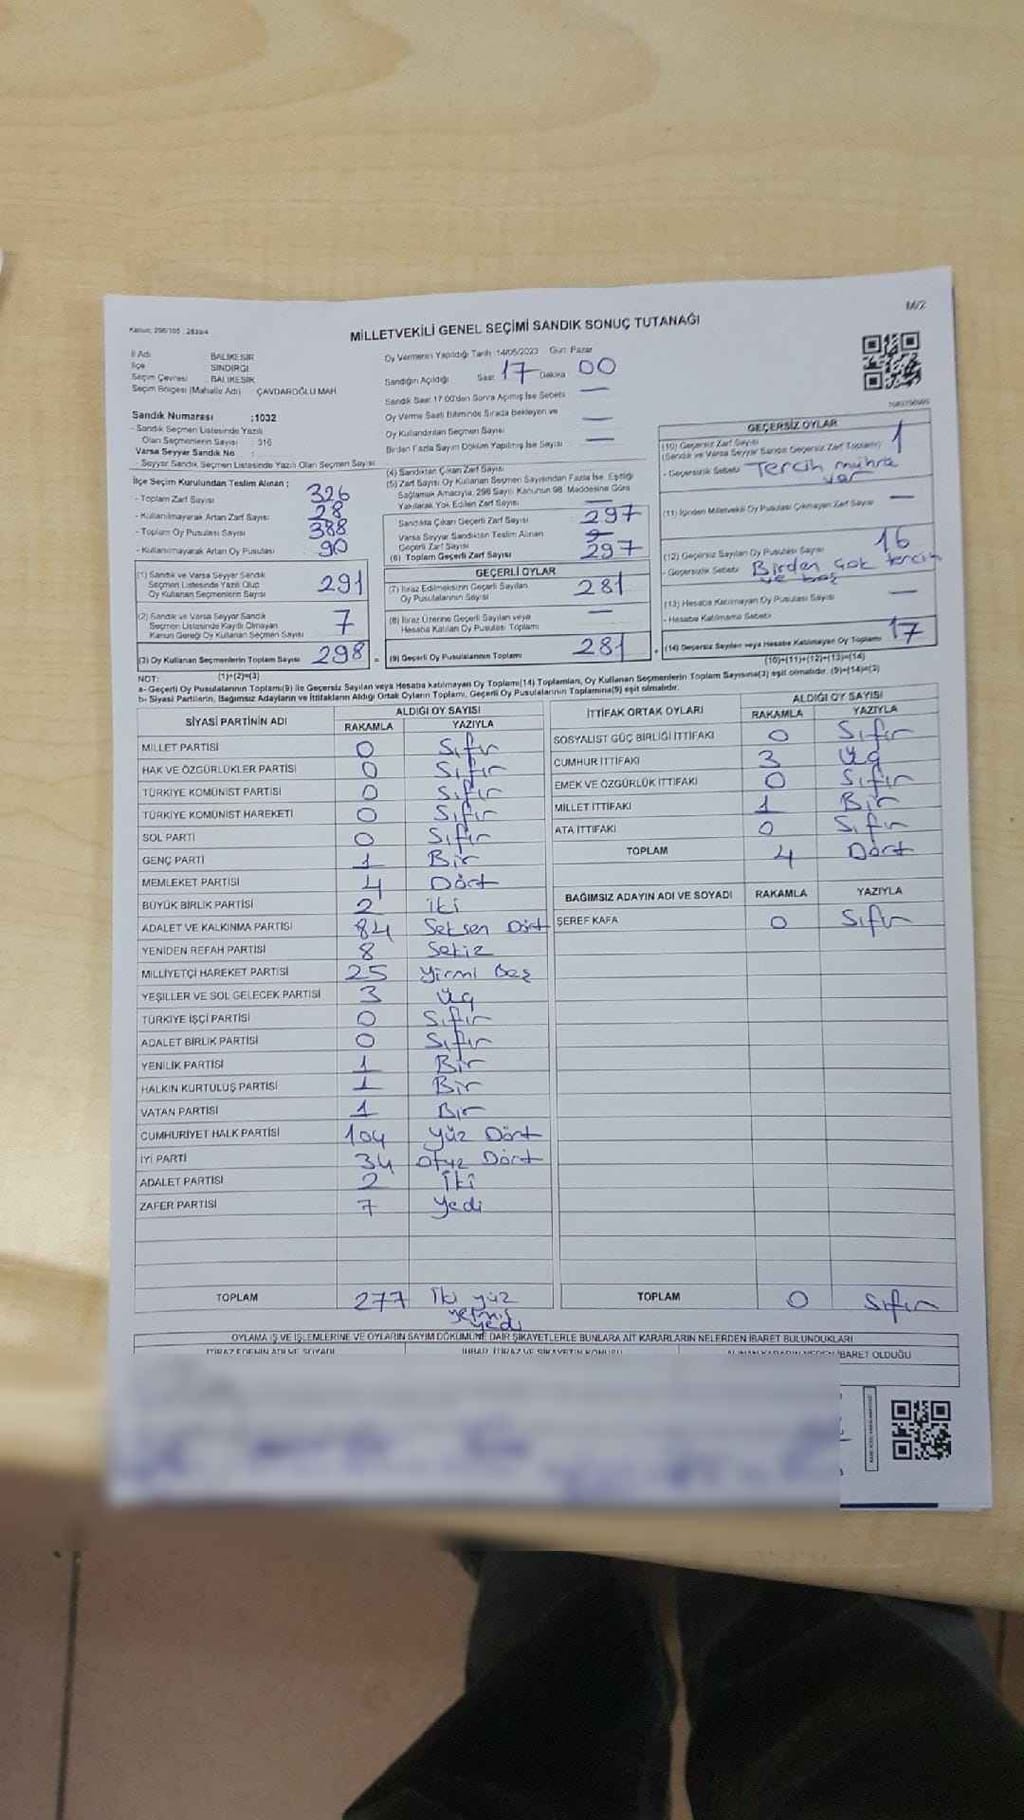 M/2
MİLLETVEKİLİ GENEL SEÇİMİ SANDIK SONUÇ TUTANAĞI
İl Adı BALIKESİR
İlçe SINDIRGI
Seçim Çevresi BALIKESİR
Seçim Bölgesi (Mahalle Adı) ÇAVDAROĞLU MAH
Sandık Numarası :1032
- Sandık Seçmen Listesinde Yazılı
Olan Seçmenlerin Sayısı : 316
Varsa Seyyar Sandık No :
Seyyar Sandık Seçmen Listesinde Yazılı Olan Seçmen Sayısı
İlçe Seçim Kurulundan Teslim Alınan :
- Toplam Zarf Sayısı 326
- Kullanılmayarak Artan Zarf Sayısı 28
- Toplam Oy Pusulası Sayısı 388
- Kullanılmayarak Artan Oy Pusulası 90
(1) Sandık ve Varsa Seyyar Sandık
Seçmen Listesinde Yazılı Olup
Oy Kullanan Seçmenlerin Sayısı 291
(2) Sandık ve Varsa Seyyar Sandık
Seçmen Listesinde Kayıtlı Olmayan
Kanun Gereği Oy Kullanan Seçmen Sayısı 7
(3) Oy Kullanan Seçmenlerin Toplam Sayısı 298
Oy Vermenin Yapıldığı Tarih :14/05/2023 Gün: Pazar
Sandığın Açıldığı Saat 17 Dakika 00
Sandık Saat 17:00'den Sonra Açılmış İse Sebebi —
Oy Verme Saati Bitiminde Sırada Bekleyen ve
Oy Kullandırılan Seçmen Sayısı —
Birden Fazla Sayım Döküm Yapılmış İse Sayısı —
(4) Sandıktan Çıkan Zarf Sayısı
(5) Zarf Sayısı Oy Kullanan Seçmen Sayısından Fazla İse, Eşitliği
Sağlamak Amacıyla, 298 Sayılı Kanunun 98. Maddesine Göre
Yakılarak Yok Edilen Zarf Sayısı
Sandıkta Çıkan Geçerli Zarf Sayısı 297
Varsa Seyyar Sandıktan Teslim Alınan
Geçerli Zarf Sayısı
(6) Toplam Geçerli Zarf Sayısı 297
GEÇERLİ OYLAR
(7) İtiraz Edilmeksizin Geçerli Sayılan
Oy Pusulalarının Sayısı 281
(8) İtiraz Üzerine Geçerli Sayılan veya
Hesaba Katılan Oy Pusulası Toplamı —
(9) Geçerli Oy Pusulalarının Toplamı 281
GEÇERSİZ OYLAR
(10) Geçersiz Zarf Sayısı
(Sandık ve Varsa Seyyar Sandık Geçersiz Zarf Toplamı) 1
- Geçersizlik Sebebi Tercih mührü
var
(11) İçinden Milletvekili Oy Pusulası Çıkmayan Zarf Sayısı —
(12) Geçersiz Sayılan Oy Pusulası Sayısı 16
- Geçersizlik Sebebi Birden çok tercih
ve boş
(13) Hesaba Katılmayan Oy Pusulası Sayısı —
- Hesaba Katılmama Sebebi
(14) Geçersiz Sayılan veya Hesaba Katılmayan Oy Toplamı 17
NOT: (1)+(2)=(3) (10)+(11)+(12)+(13)=(14)
a- Geçerli Oy Pusulalarının Toplamı(9) ile Geçersiz Sayılan veya Hesaba katılmayan Oy Toplamı(14) Toplamları, Oy Kullanan Seçmenlerin Toplam Sayısına(3) eşit olmalıdır. (9)+(14)=(3)
b- Siyasi Partilerin, Bağımsız Adayların ve İttifakların Aldığı Ortak Oyların Toplamı, Geçerli Oy Pusulalarının Toplamına(9) eşit olmalıdır.
SİYASİ PARTİNİN ADI ALDIĞI OY SAYISI
RAKAMLA YAZIYLA
MİLLET PARTİSİ 0 Sıfır
HAK VE ÖZGÜRLÜKLER PARTİSİ 0 Sıfır
TÜRKİYE KOMÜNİST PARTİSİ 0 Sıfır
TÜRKİYE KOMÜNİST HAREKETİ 0 Sıfır
SOL PARTİ 0 Sıfır
GENÇ PARTİ 1 Bir
MEMLEKET PARTİSİ 4 Dört
BÜYÜK BİRLİK PARTİSİ 2 iki
ADALET VE KALKINMA PARTİSİ 84 Seksen Dört
YENİDEN REFAH PARTİSİ 8 Sekiz
MİLLİYETÇİ HAREKET PARTİSİ 25 Yirmi Beş
YEŞİLLER VE SOL GELECEK PARTİSİ 3 Üç
TÜRKİYE İŞÇİ PARTİSİ 0 Sıfır
ADALET BİRLİK PARTİSİ 0 Sıfır
YENİLİK PARTİSİ 1 Bir
HALKIN KURTULUŞ PARTİSİ 1 Bir
VATAN PARTİSİ 1 Bir
CUMHURİYET HALK PARTİSİ 104 Yüz Dört
İYİ PARTİ 34 Otuz Dört
ADALET PARTİSİ 2 İki
ZAFER PARTİSİ 7 Yedi
TOPLAM 277 İki yüz
yetmiş
yedi
İTTİFAK ORTAK OYLARI ALDIĞI OY SAYISI
RAKAMLA YAZIYLA
SOSYALİST GÜÇ BİRLİĞİ İTTİFAKI 0 Sıfır
CUMHUR İTTİFAKI 3 Üç
EMEK VE ÖZGÜRLÜK İTTİFAKI 0 Sıfır
MİLLET İTTİFAKI 1 Bir
ATA İTTİFAKI 0 Sıfır
TOPLAM 4 Dört
BAĞIMSIZ ADAYIN ADI VE SOYADI RAKAMLA YAZIYLA
ŞEREF KAFA 0 Sıfır
TOPLAM 0 Sıfır
OYLAMA İŞ VE İŞLEMLERİNE VE OYLARIN SAYIM DÖKÜMÜNE DAİR ŞİKAYETLERLE BUNLARA AİT KARARLARIN NELERDEN İBARET BULUNDUKLARI